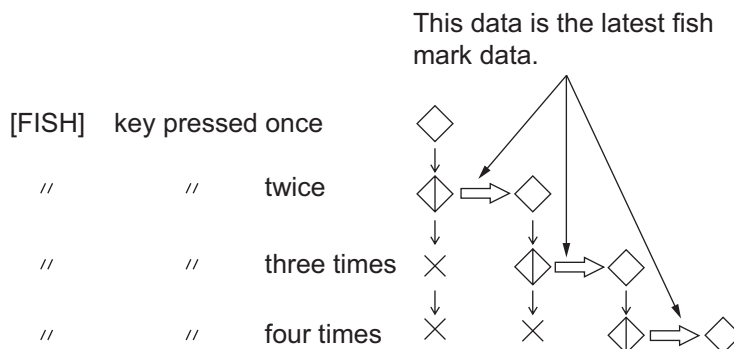 This data is the latest fish
mark data.
[FISH] key pressed once
〃 〃 twice
〃 〃 three times
〃 〃 four times